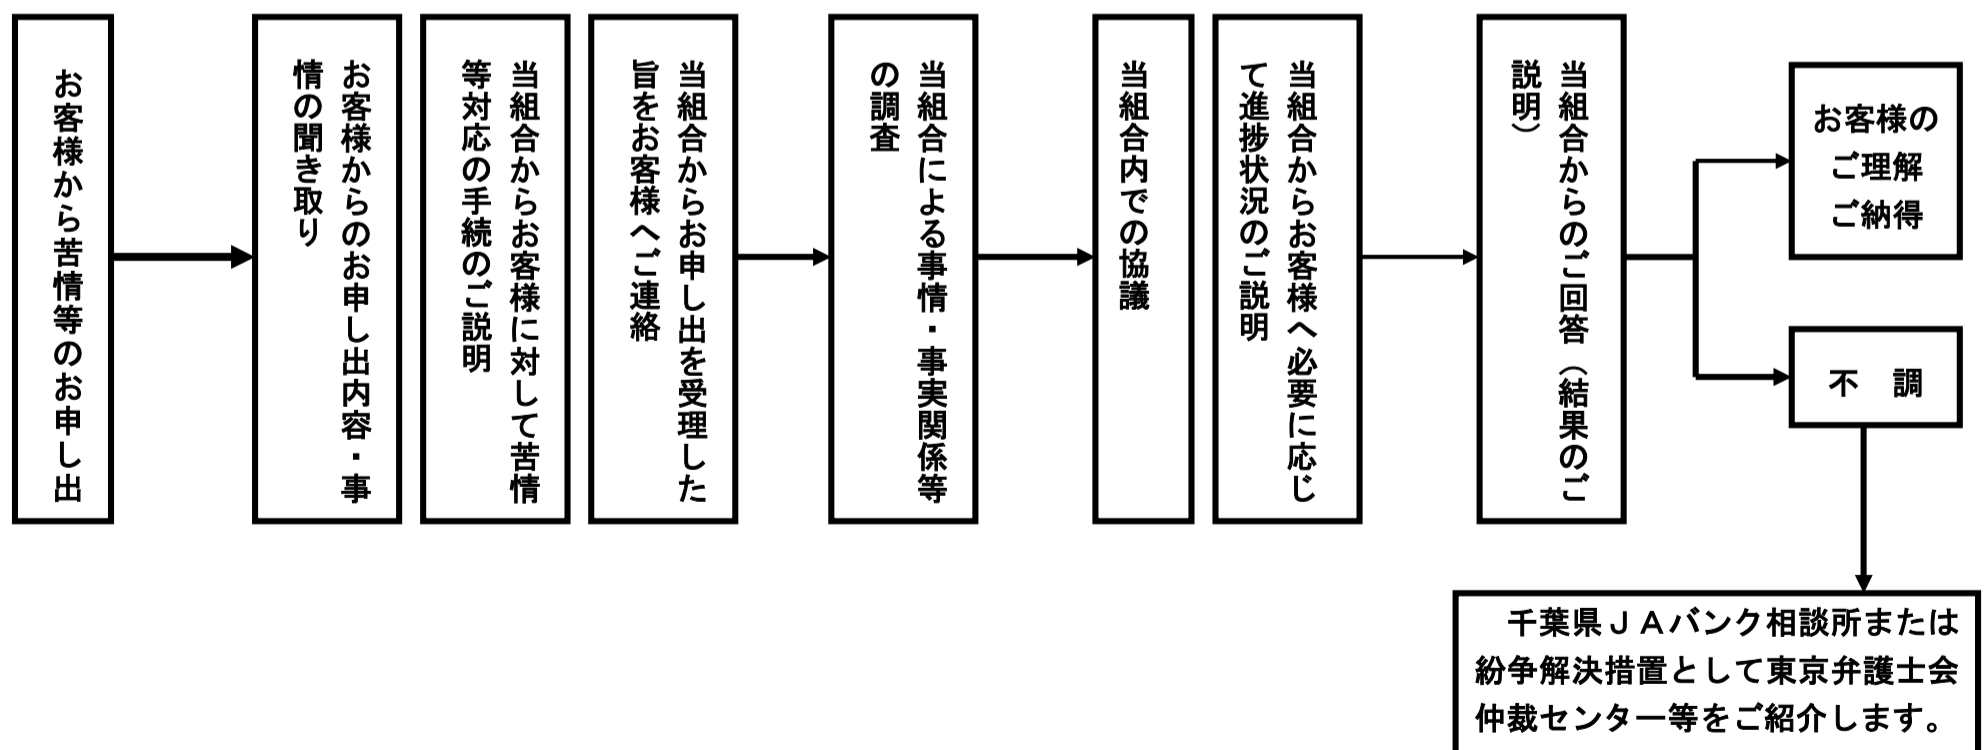 お客様から苦情等のお申し出
お客様からのお申し出内容・事
情の聞き取り
当組合からお客様に対して苦情
等対応の手続のご説明
当組合からお申し出を受理した
旨をお客様へご連絡
当組合による事情・事実関係等
の調査
当組合内での協議
当組合からお客様へ必要に応じ
て進捗状況のご説明
当組合からのご回答（結果のご
説明）
お客様の
ご理解
ご納得
不　調
千葉県ＪＡバンク相談所または
紛争解決措置として東京弁護士会
仲裁センター等をご紹介します。